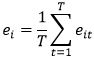 e_i = \frac{1}{T} \sum_{t=1}^{T} e_{it}